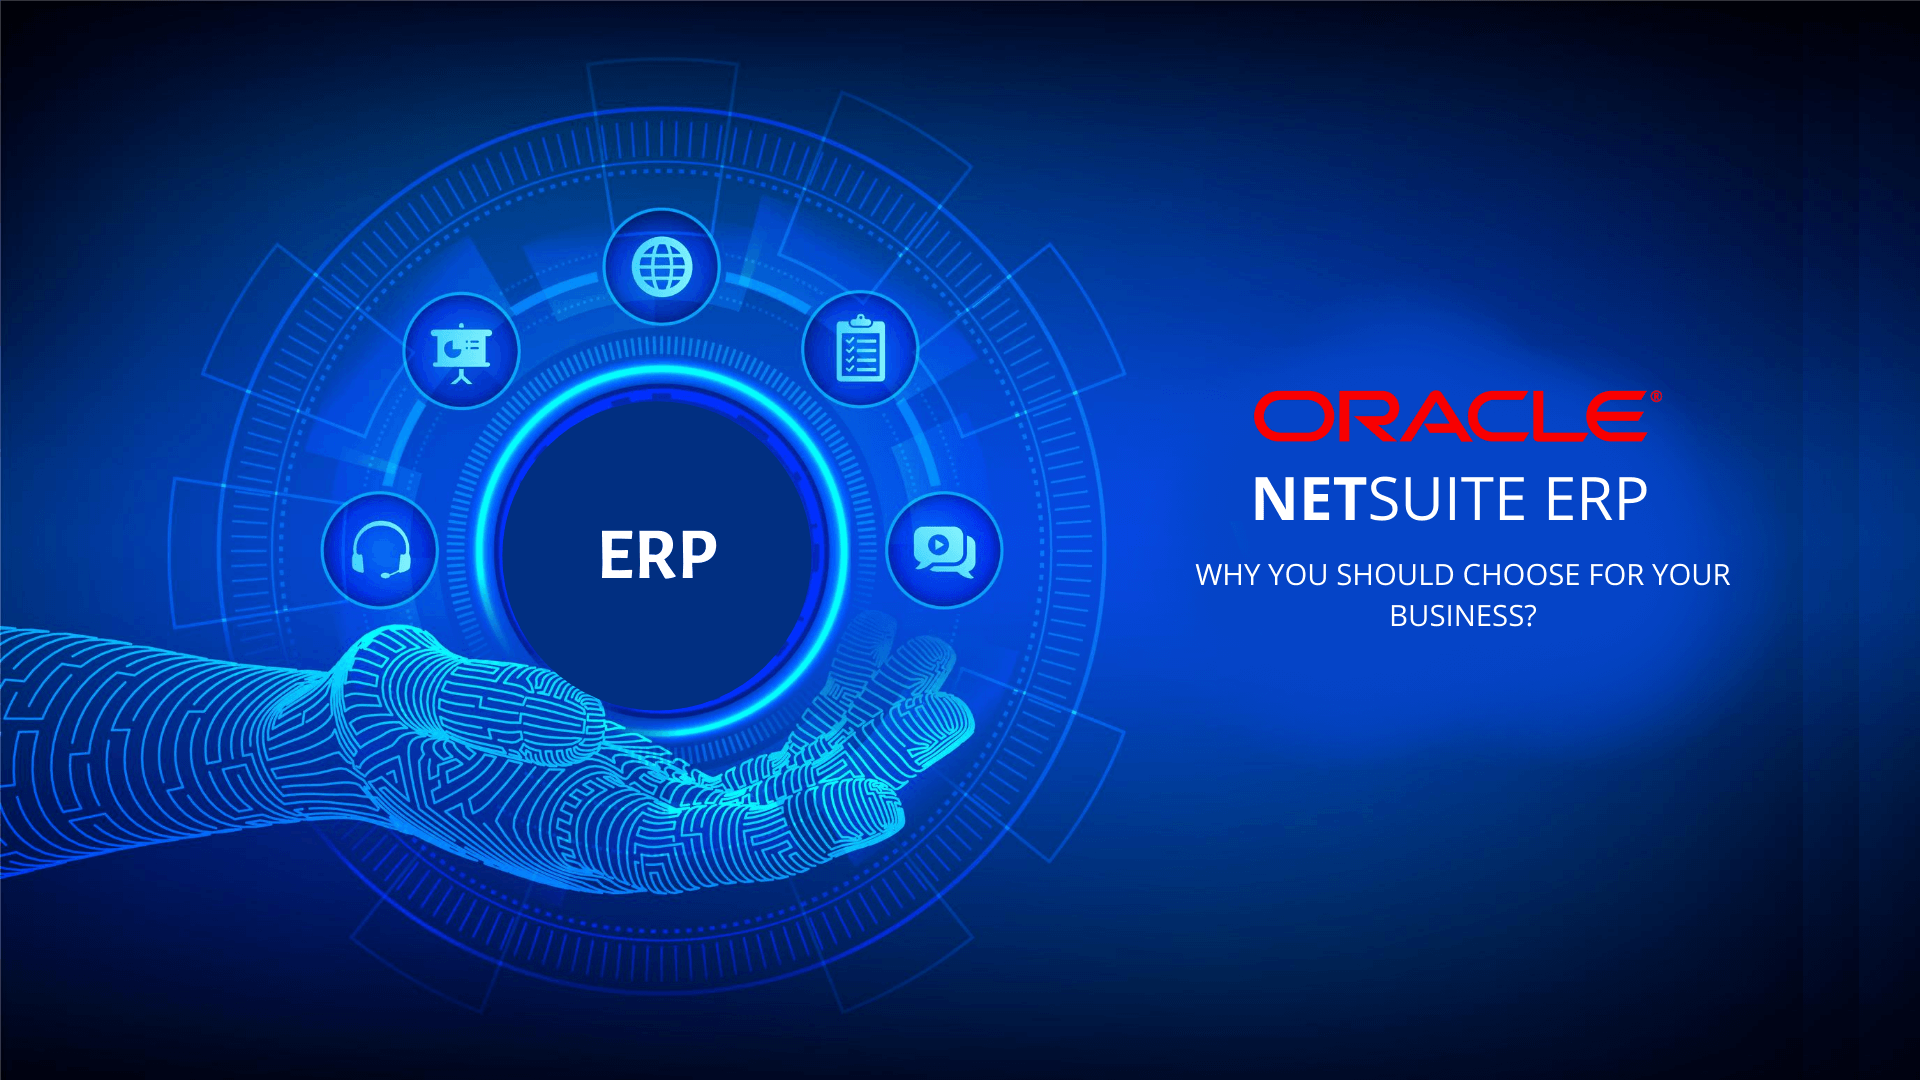 ERP
ORACLE®
NETSUITE ERP
WHY YOU SHOULD CHOOSE FOR YOUR
BUSINESS?